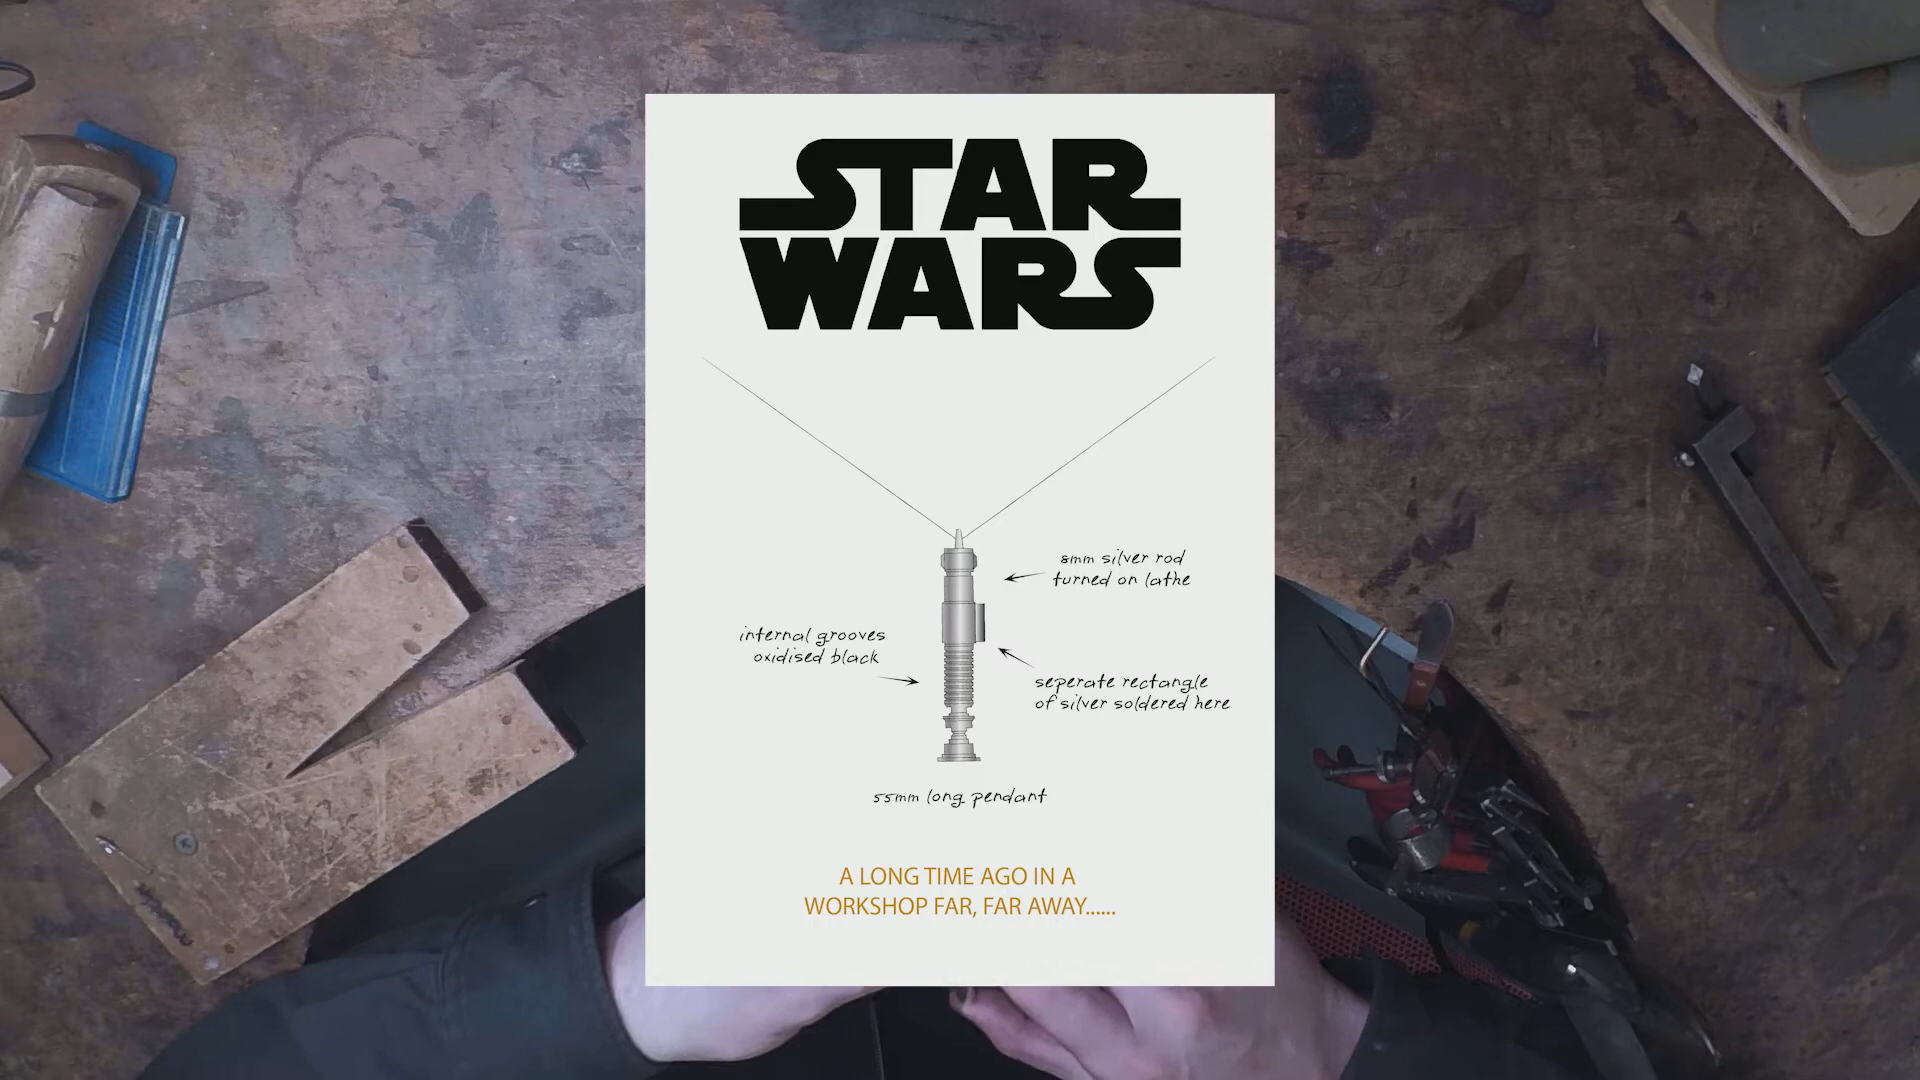 STAR
WARS
8mm silver rod
turned on lathe
internal grooves
oxidised black
seperate rectangle
of silver soldered here
55mm long pendant
A LONG TIME AGO IN A
WORKSHOP FAR, FAR AWAY......